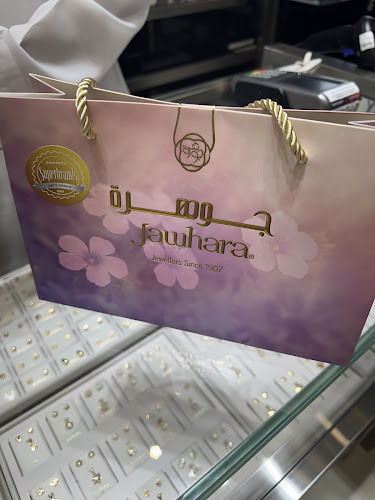 Superbrands
جوهرة
Jawhara
Jewellers Since 1907